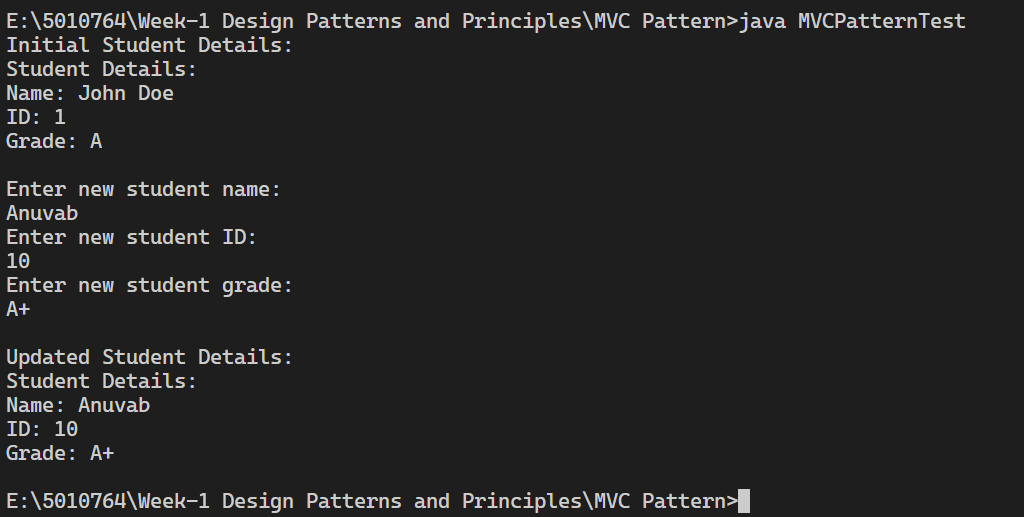 E:\5010764\Week-1 Design Patterns and Principles\MVC Pattern>java MVCPatternTest
Initial Student Details:
Student Details:
Name: John Doe
ID: 1
Grade: A
Enter new student name:
Anuvab
Enter new student ID:
10
Enter new student grade:
A+
Updated Student Details:
Student Details:
Name: Anuvab
ID: 10
Grade: A+
E:\5010764\Week-1 Design Patterns and Principles\MVC Pattern>